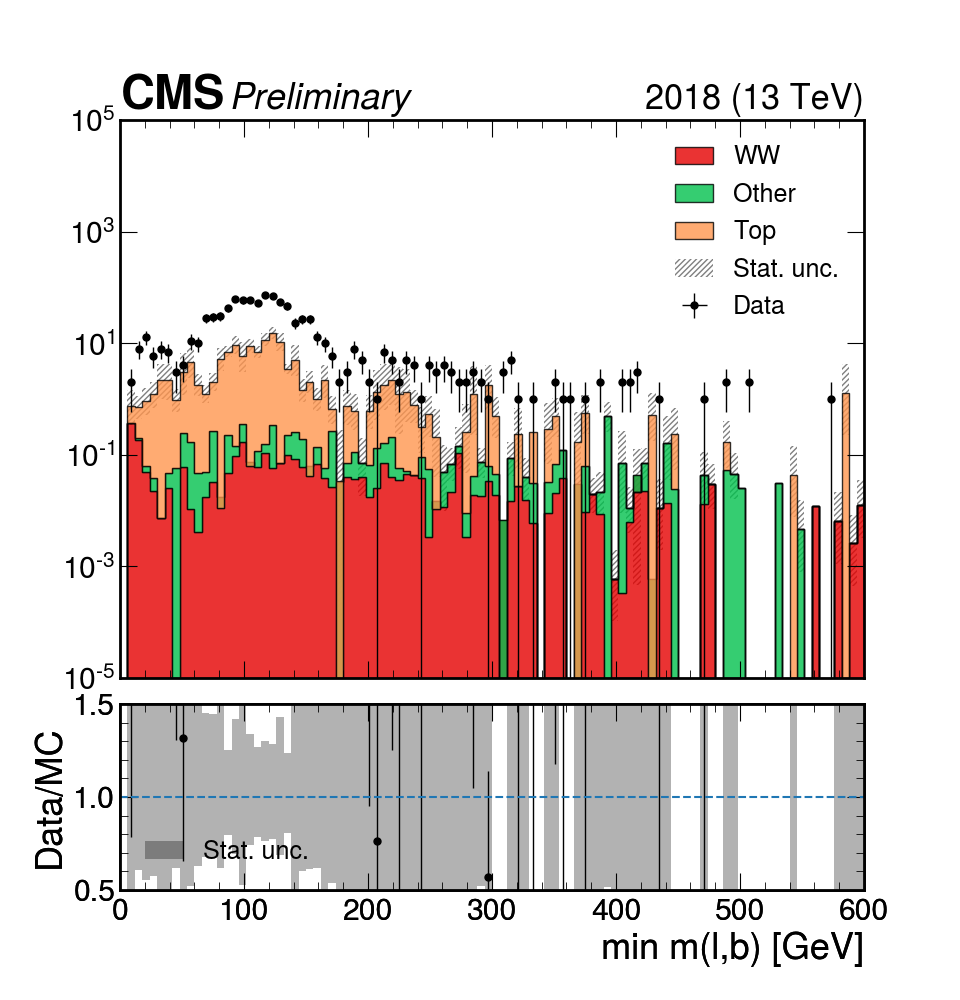 CMS Preliminary 2018 (13 TeV)
10^5
WW
Other
10^3
Top
Stat. unc.
Data
10^1
10^-1
10^-3
10^-5
1.5
Data/MC
1.0
Stat. unc.
0.5
0 100 200 300 400 500 600
min m(l,b) [GeV]